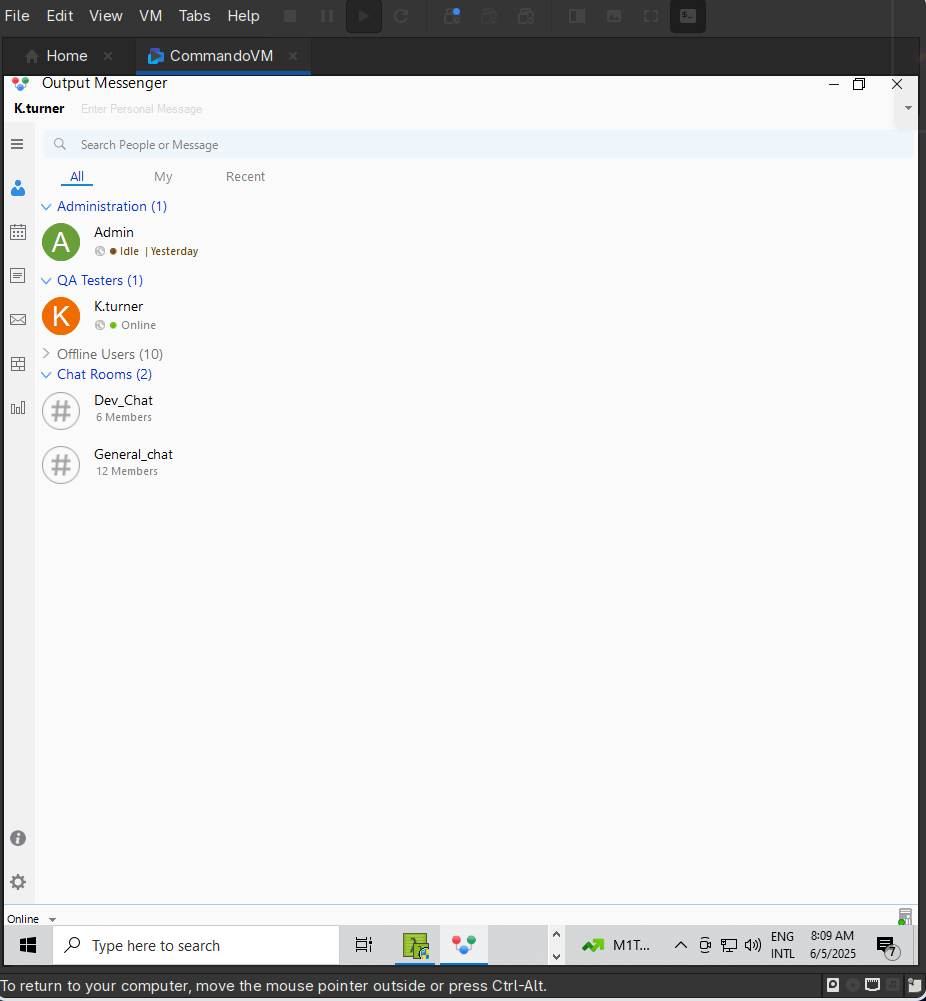 File Edit View VM Tabs Help
Home CommandoVM
Output Messenger
K.turner Enter Personal Message
Search People or Message
All My Recent
Administration (1)
A Admin
Idle | Yesterday
QA Testers (1)
K K.turner
Online
Offline Users (10)
Chat Rooms (2)
# Dev_Chat
6 Members
# General_chat
12 Members
Online
Type here to search M1T... ENG 8:09 AM
INTL 6/5/2025 7
To return to your computer, move the mouse pointer outside or press Ctrl-Alt.